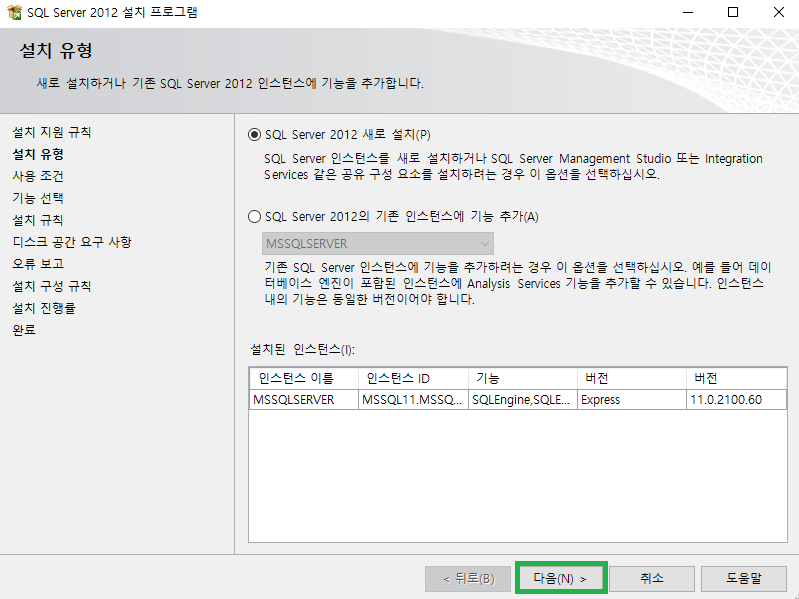 SQL Server 2012 설치 프로그램
설치 유형
새로 설치하거나 기존 SQL Server 2012 인스턴스에 기능을 추가합니다.
설치 지원 규칙
설치 유형
사용 조건
기능 선택
설치 규칙
디스크 공간 요구 사항
오류 보고
설치 구성 규칙
설치 진행률
완료
SQL Server 2012 새로 설치(P)
SQL Server 인스턴스를 새로 설치하거나 SQL Server Management Studio 또는 Integration
Services 같은 공유 구성 요소를 설치하려는 경우 이 옵션을 선택하십시오.
SQL Server 2012의 기존 인스턴스에 기능 추가(A)
MSSQLSERVER
기존 SQL Server 인스턴스에 기능을 추가하려는 경우 이 옵션을 선택하십시오. 예를 들어 데이
터베이스 엔진이 포함된 인스턴스에 Analysis Services 기능을 추가할 수 있습니다. 인스턴스
내의 기능은 동일한 버전이어야 합니다.
설치된 인스턴스(I):
인스턴스 이름 인스턴스 ID 기능 버전 버전
MSSQLSERVER MSSQL11.MSSQ... SQLEngine,SQLE... Express 11.0.2100.60
< 뒤로(B) 다음(N) > 취소 도움말